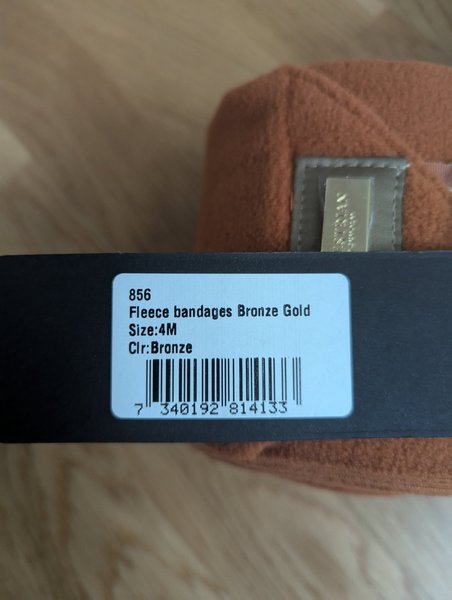 856
Fleece bandages Bronze Gold
Size:4M
Clr:Bronze
7 340192 814133